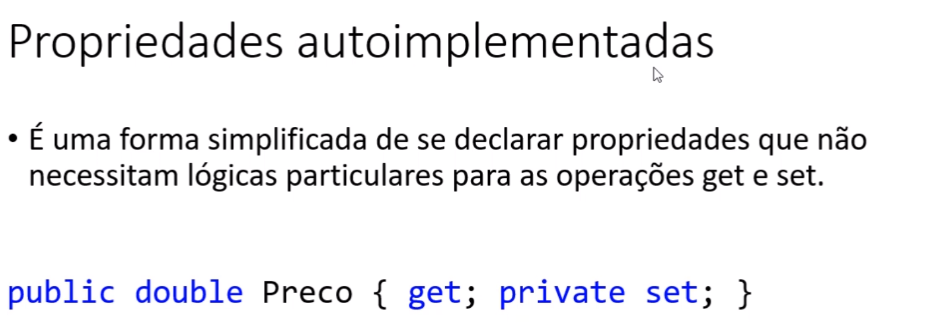 Propriedades autoimplementadas
• É uma forma simplificada de se declarar propriedades que não
necessitam lógicas particulares para as operações get e set.
public double Preco { get; private set; }